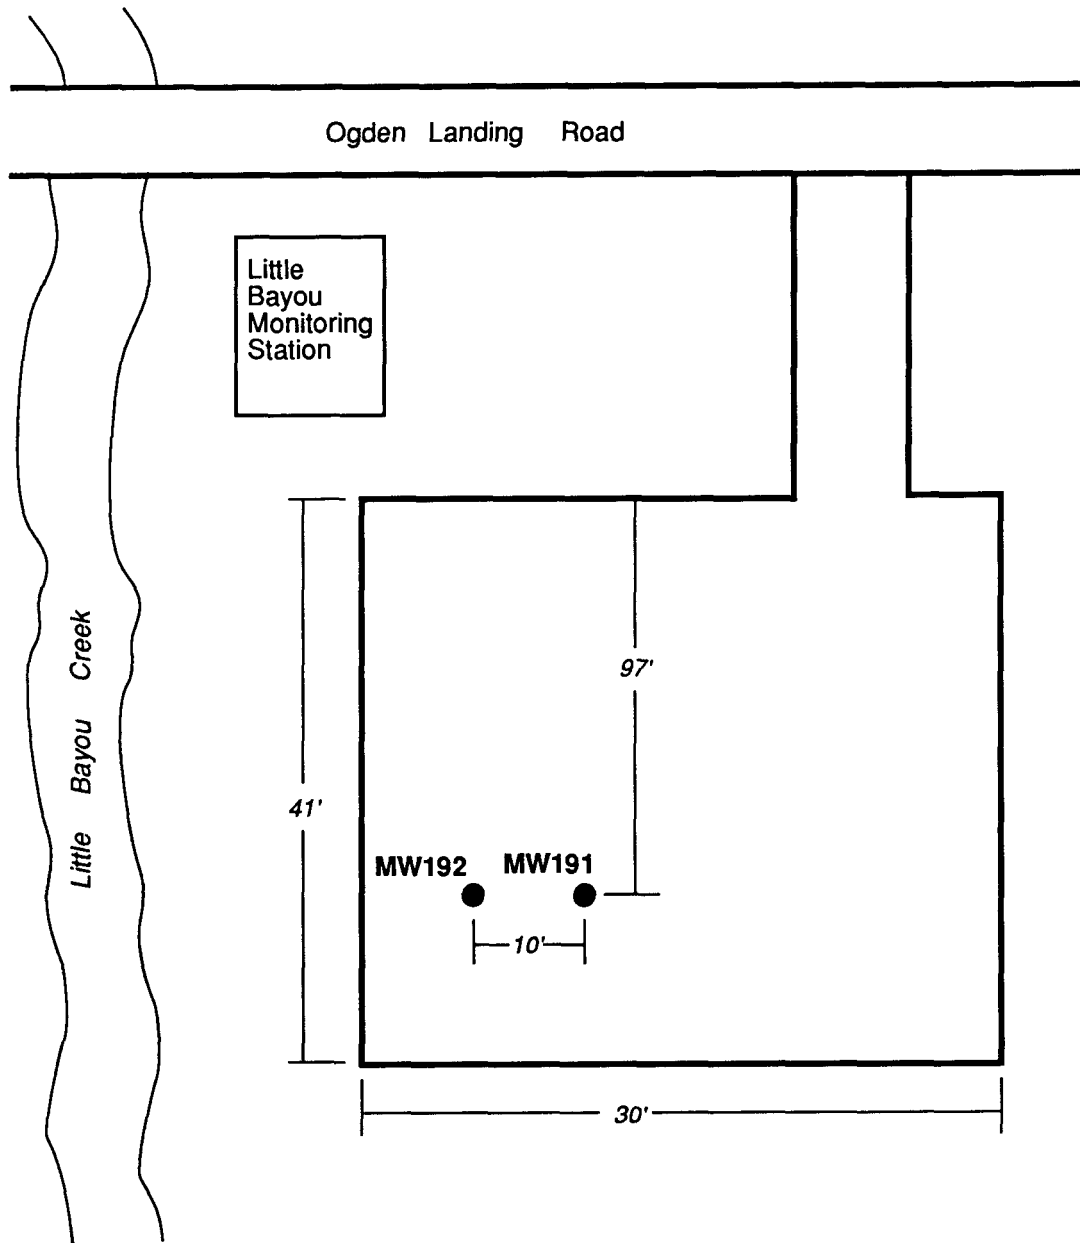 Ogden Landing Road
Little
Bayou
Monitoring
Station
97'
Little Bayou Creek
41'
MW192
MW191
10'
30'